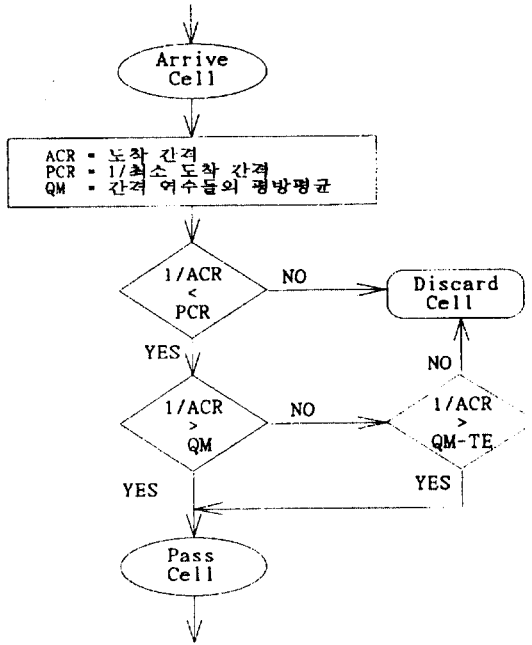 Arrive
Cell
ACR = 도착 간격
PCR = 1/최소 도착 간격
QM = 간격 역수들의 평방평균
1/ACR
<
PCR
NO
Discard
Cell
YES
NO
1/ACR
>
QM
NO
1/ACR
>
QM-TE
YES
YES
Pass
Cell